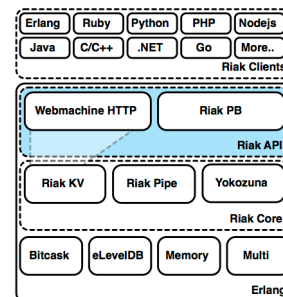 Erlang Ruby Python PHP Nodejs
Java C/C++ .NET Go More..
Riak Clients
Webmachine HTTP Riak PB
Riak API
Riak KV Riak Pipe Yokozuna
Riak Core
Bitcask eLevelDB Memory Multi
Erlang